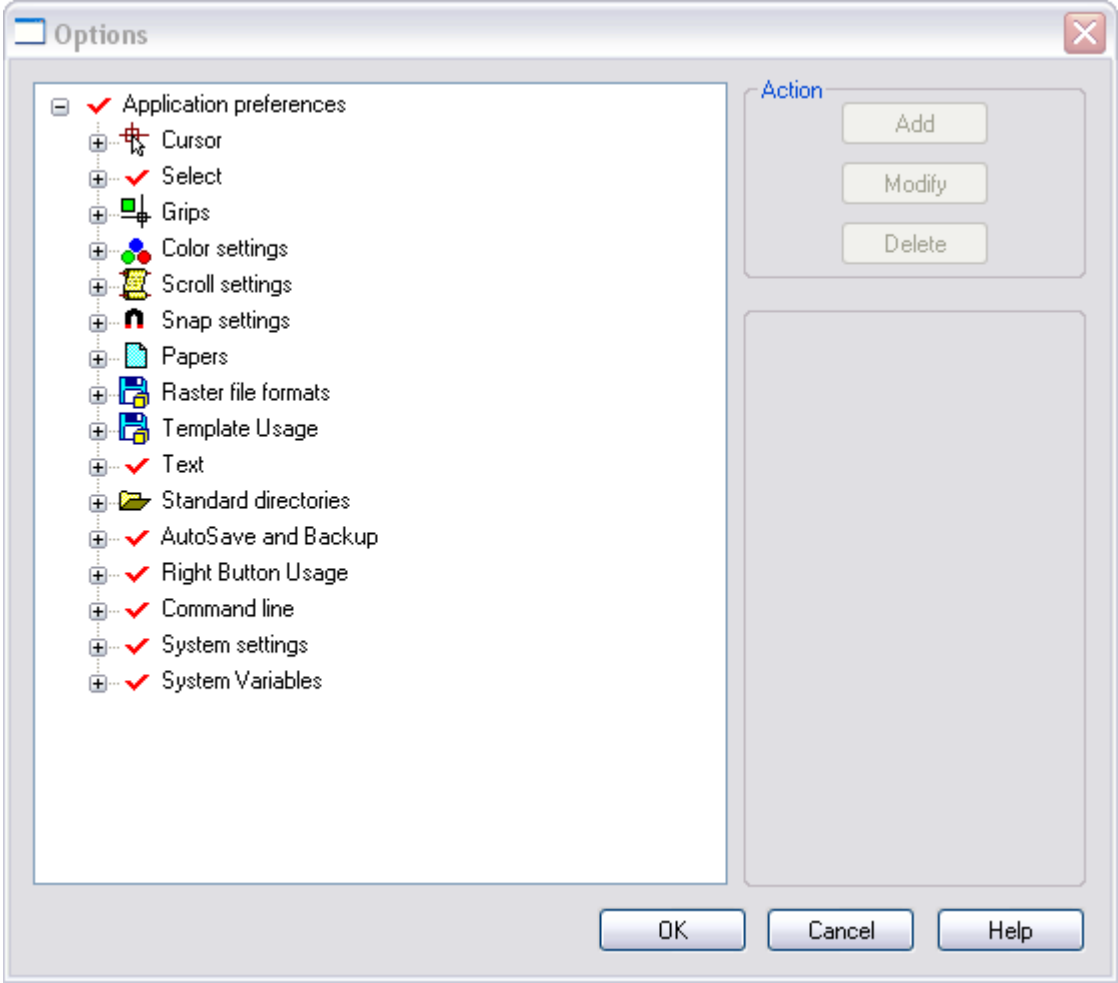 Options
Application preferences
Cursor
Select
Grips
Color settings
Scroll settings
Snap settings
Papers
Raster file formats
Template Usage
Text
Standard directories
AutoSave and Backup
Right Button Usage
Command line
System settings
System Variables
Action
Add
Modify
Delete
OK Cancel Help